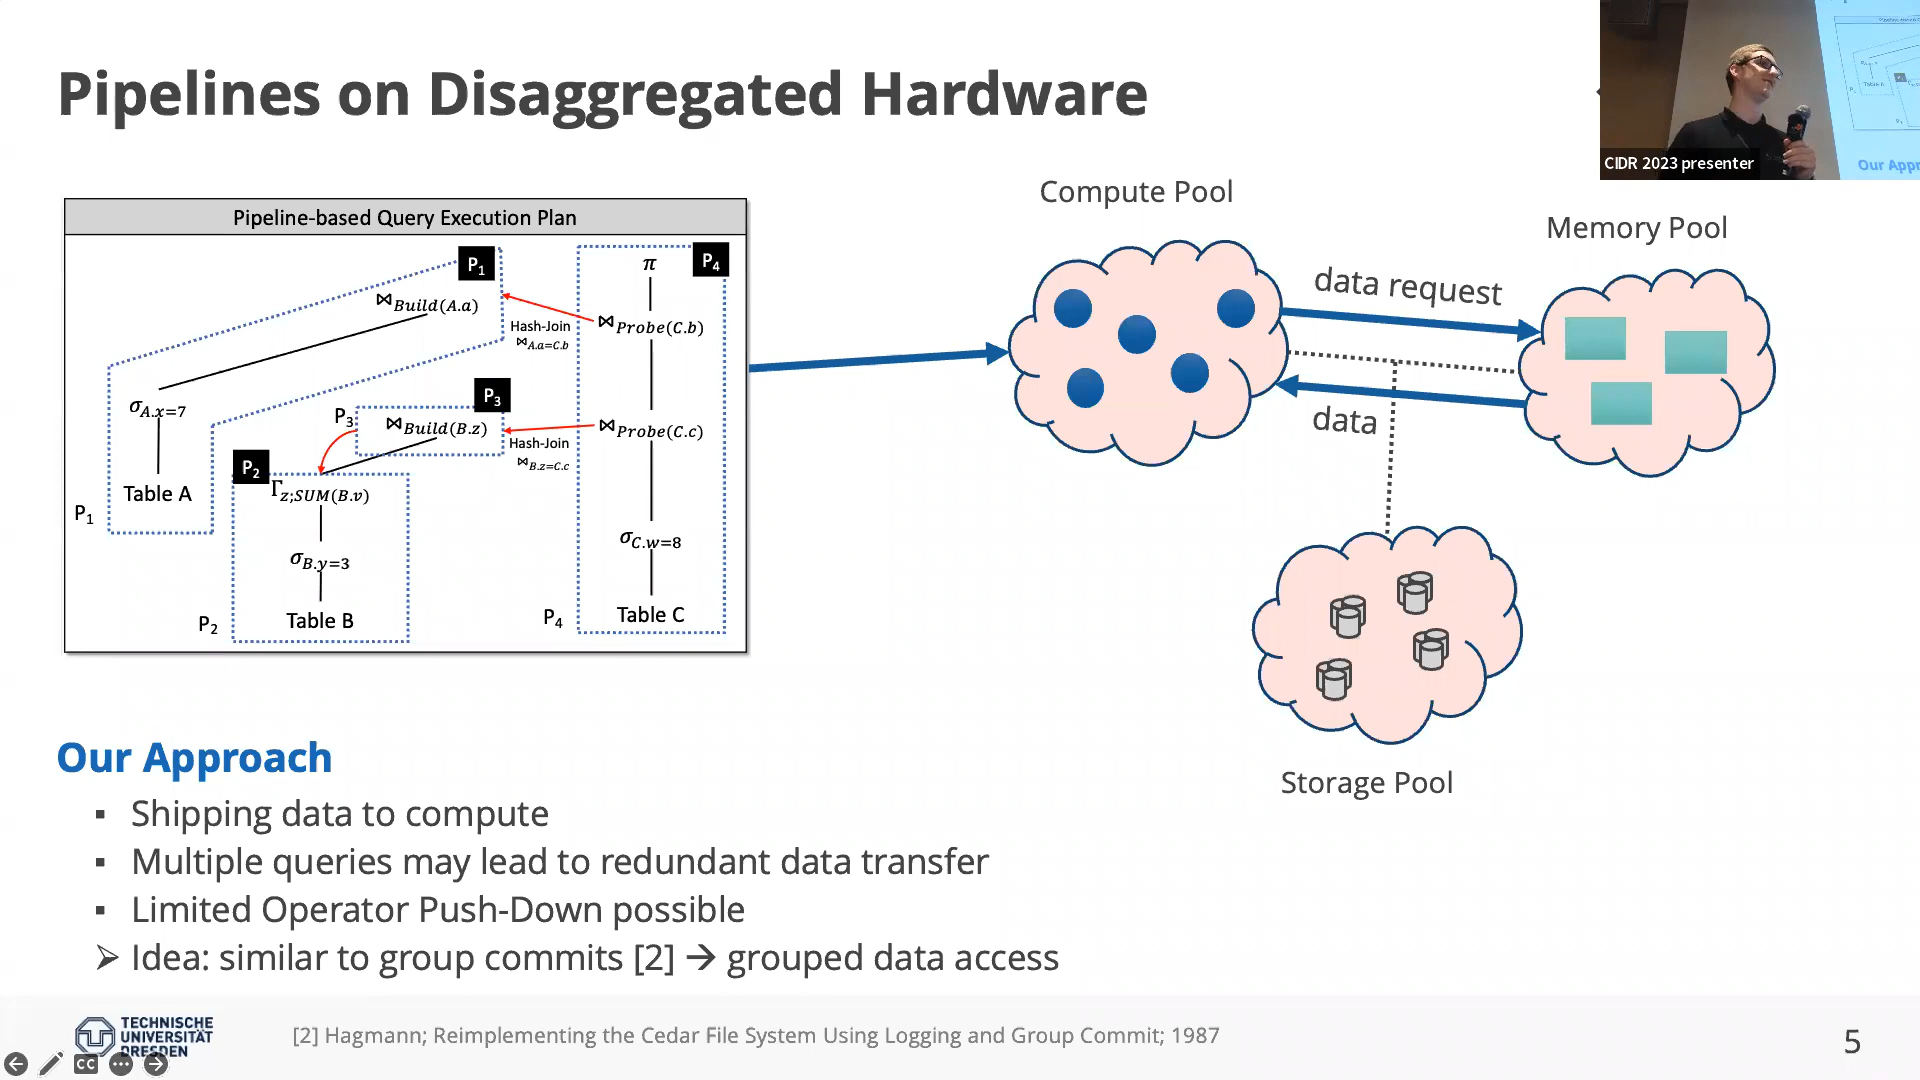 Pipelines on Disaggregated Hardware
CIDR 2023 presenter
Our Appr
Pipeline-based Query Execution Plan
P1
⋈Build(A.a)
σA.x=7
Table A
P1
P2
Γz;SUM(B.v)
σB.y=3
Table B
P2
P3
P3
⋈Build(B.z)
Hash-Join
⋈A.a=C.b
Hash-Join
⋈B.z=C.c
P4
π
⋈Probe(C.b)
⋈Probe(C.c)
σC.w=8
Table C
P4
Compute Pool
Memory Pool
data request
data
Storage Pool
Our Approach
▪ Shipping data to compute
▪ Multiple queries may lead to redundant data transfer
▪ Limited Operator Push-Down possible
➢ Idea: similar to group commits [2] → grouped data access
TECHNISCHE
UNIVERSITÄT
DRESDEN
[2] Hagmann; Reimplementing the Cedar File System Using Logging and Group Commit; 1987
5
CC